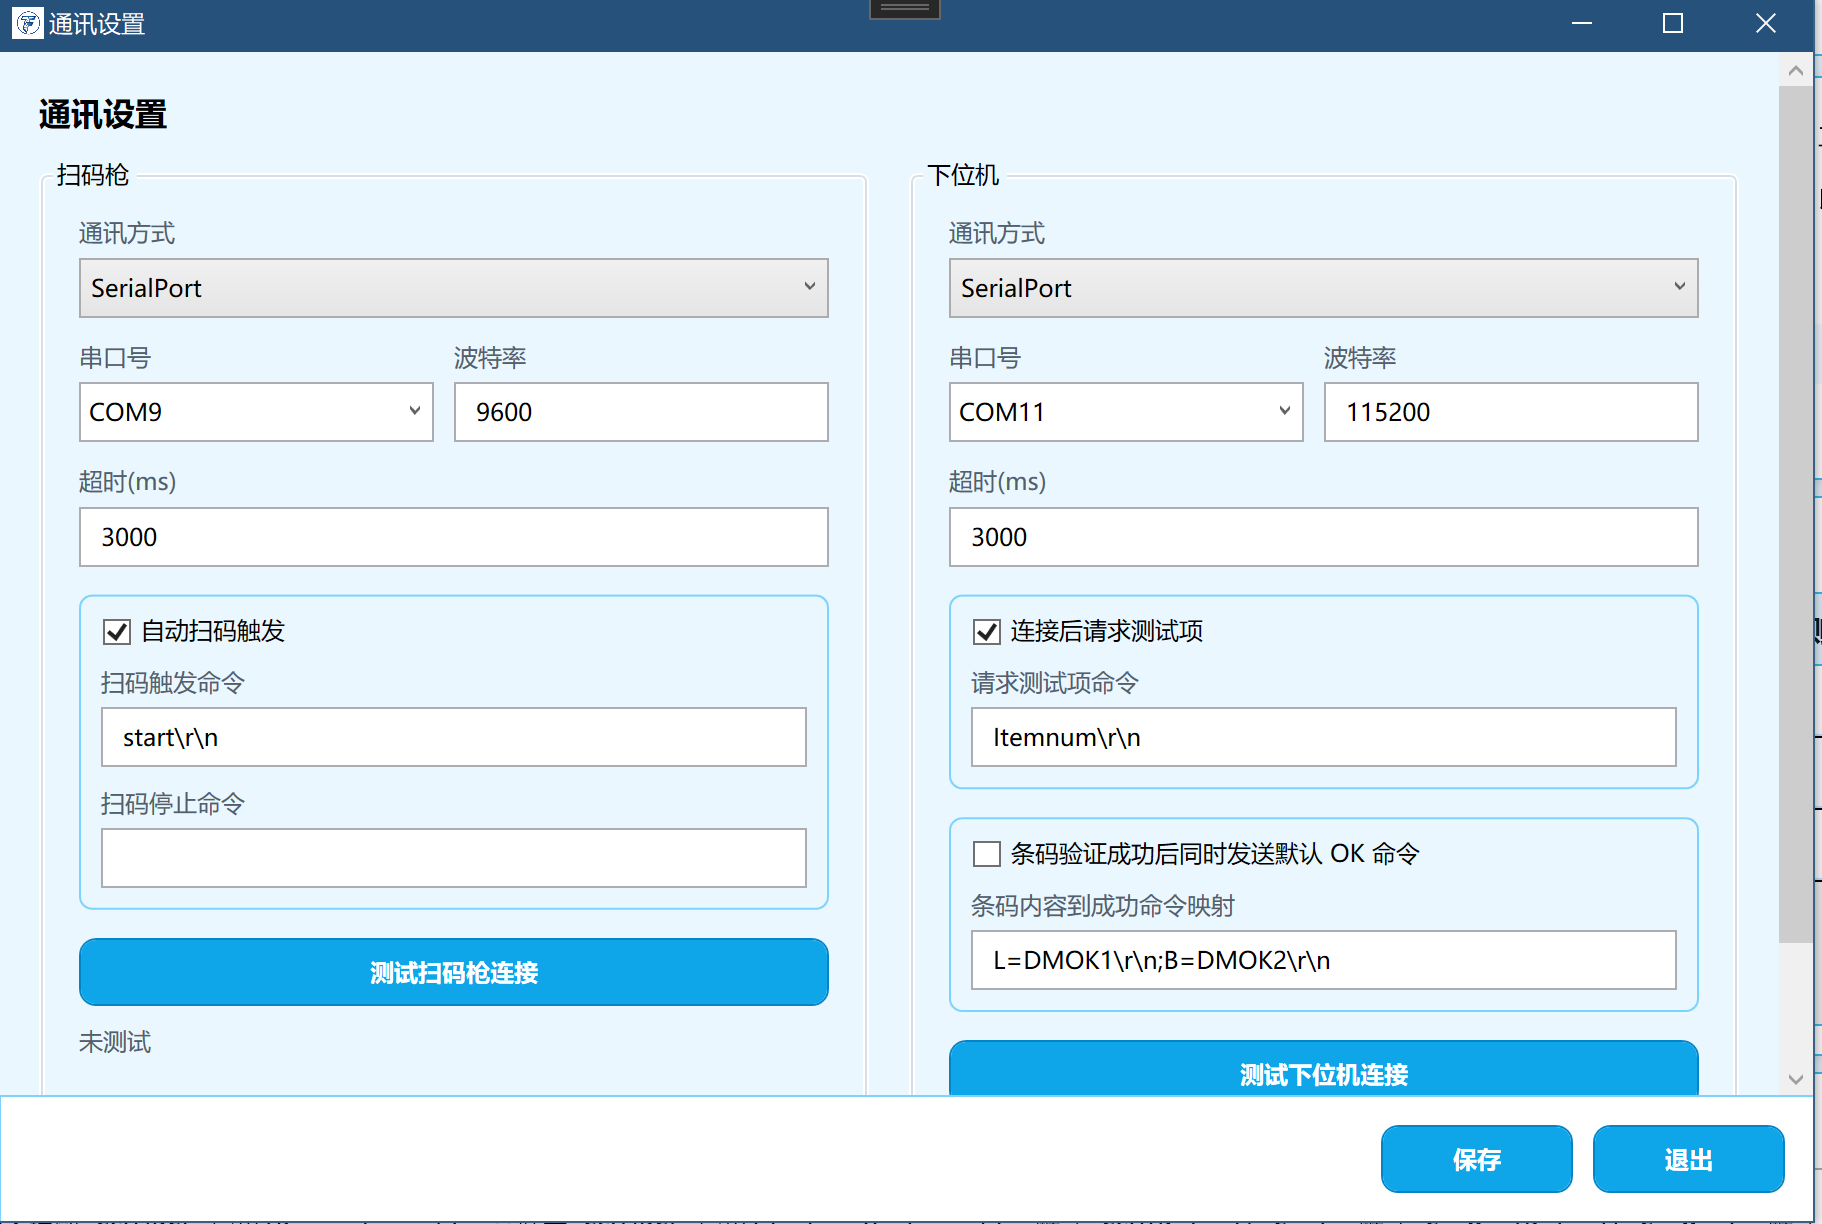 通讯设置
通讯设置
扫码枪
通讯方式
SerialPort
串口号 波特率
COM9 9600
超时(ms)
3000
自动扫码触发
扫码触发命令
start\r\n
扫码停止命令
测试扫码枪连接
未测试
下位机
通讯方式
SerialPort
串口号 波特率
COM11 115200
超时(ms)
3000
连接后请求测试项
请求测试项命令
Itemnum\r\n
条码验证成功后同时发送默认 OK 命令
条码内容到成功命令映射
L=DMOK1\r\n;B=DMOK2\r\n
测试下位机连接
保存 退出